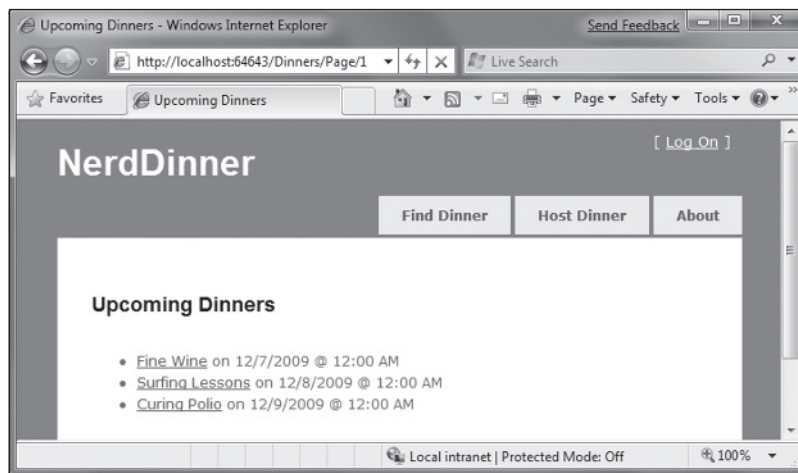 Upcoming Dinners - Windows Internet Explorer
Send Feedback
http://localhost:64643/Dinners/Page/1
Live Search
Favorites
Upcoming Dinners
Page
Safety
Tools
[ Log On ]
NerdDinner
Find Dinner
Host Dinner
About
Upcoming Dinners
• Fine Wine on 12/7/2009 @ 12:00 AM
• Surfing Lessons on 12/8/2009 @ 12:00 AM
• Curing Polio on 12/9/2009 @ 12:00 AM
Local intranet | Protected Mode: Off
100%